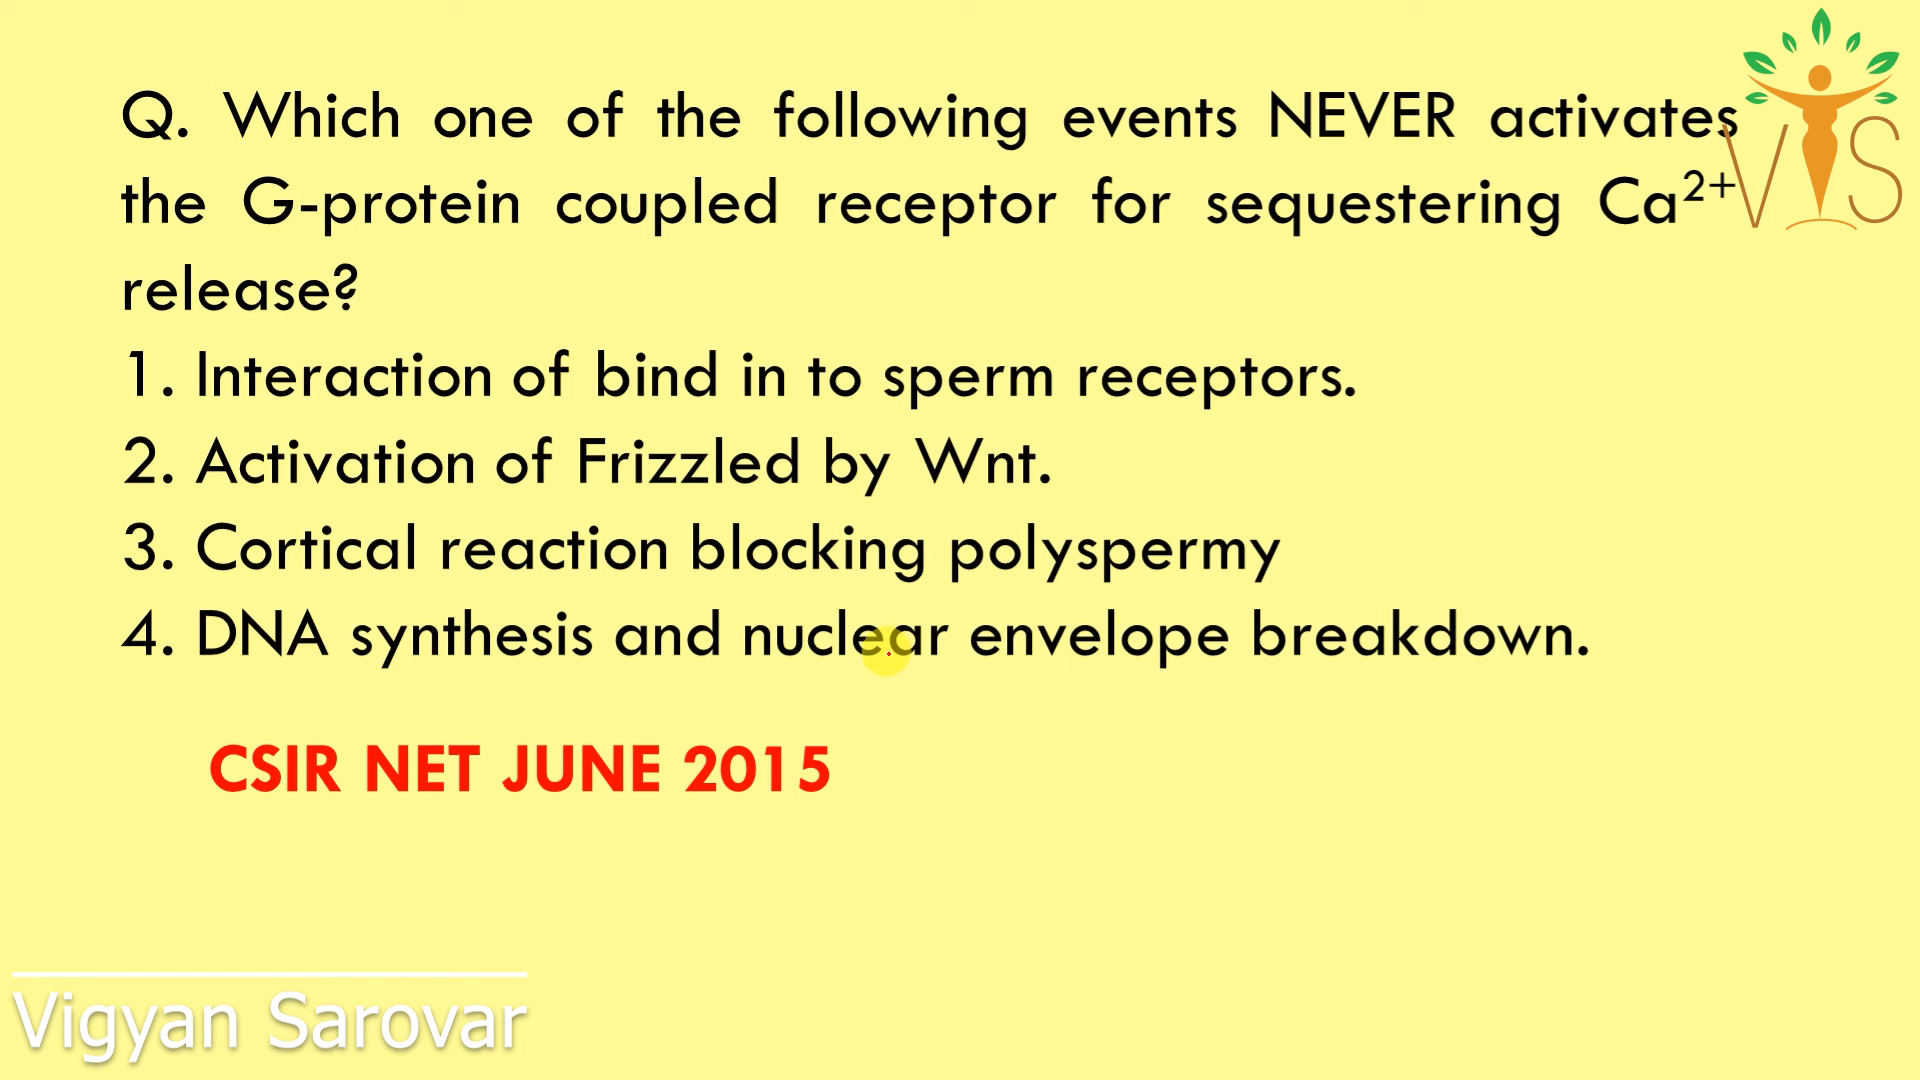 Q. Which one of the following events NEVER activates
the G-protein coupled receptor for sequestering Ca²⁺
release?
1. Interaction of bind in to sperm receptors.
2. Activation of Frizzled by Wnt.
3. Cortical reaction blocking polyspermy
4. DNA synthesis and nuclear envelope breakdown.
CSIR NET JUNE 2015
Vigyan Sarovar
V S